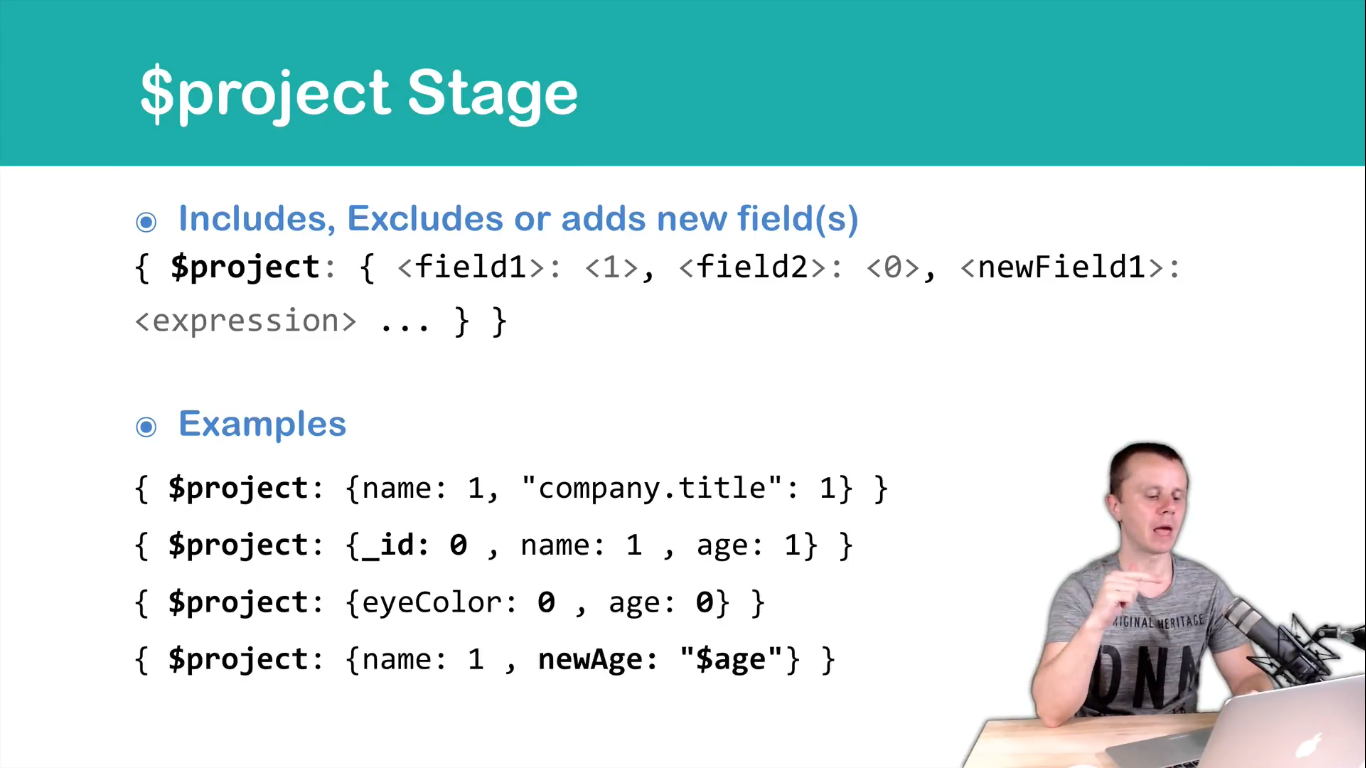 $project Stage
Includes, Excludes or adds new field(s)
{ $project: { <field1>: <1>, <field2>: <0>, <newField1>:
<expression> ... } }
Examples
{ $project: {name: 1, "company.title": 1} }
{ $project: {_id: 0 , name: 1 , age: 1} }
{ $project: {eyeColor: 0 , age: 0} }
{ $project: {name: 1 , newAge: "$age"} }
HERITAGE